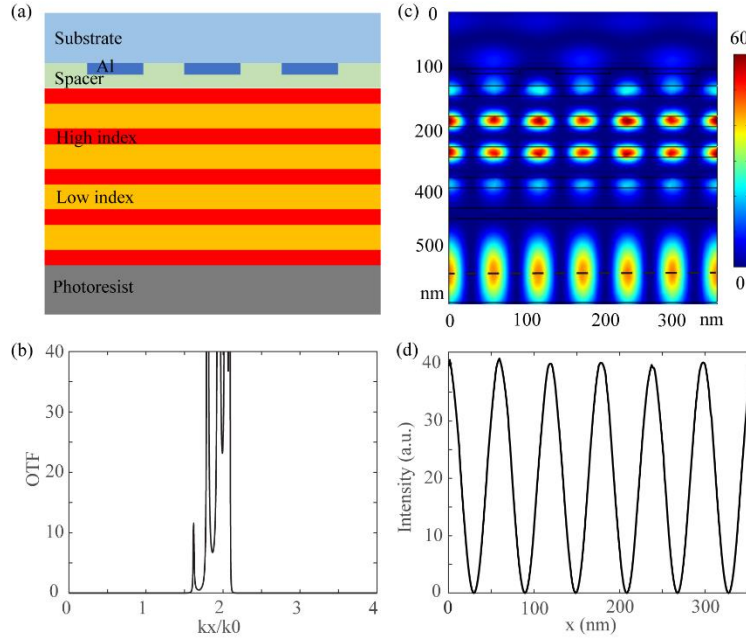 (a)
Substrate
Al
Spacer
High index
Low index
Photoresist
(c)
0
100
200
400
500
nm
0
100
200
300
nm
60
0
(b)
40
30
20
10
0
OTF
0
1
2
3
4
kx/k0
(d)
40
30
20
10
0
Intensity (a.u.)
0
100
200
300
x (nm)